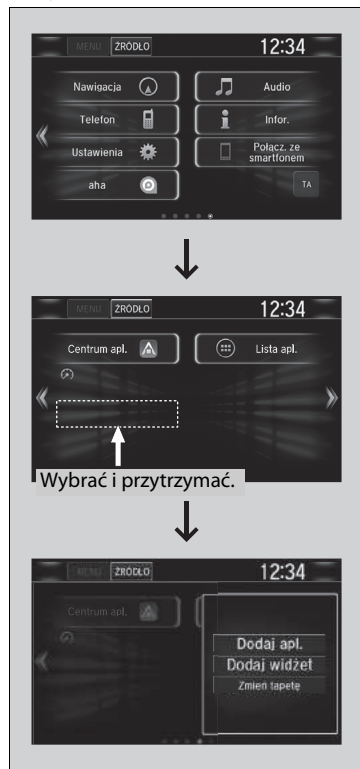 MENU ŹRÓDŁO 12:34
Nawigacja Audio
Telefon Infor.
Ustawienia Połącz. ze
smartfonem
aha TA
MENU ŹRÓDŁO 12:34
Centrum apl. Lista apl.
Wybrać i przytrzymać.
MENU ŹRÓDŁO 12:34
Centrum apl.
Dodaj apl.
Dodaj widżet
Zmień tapetę